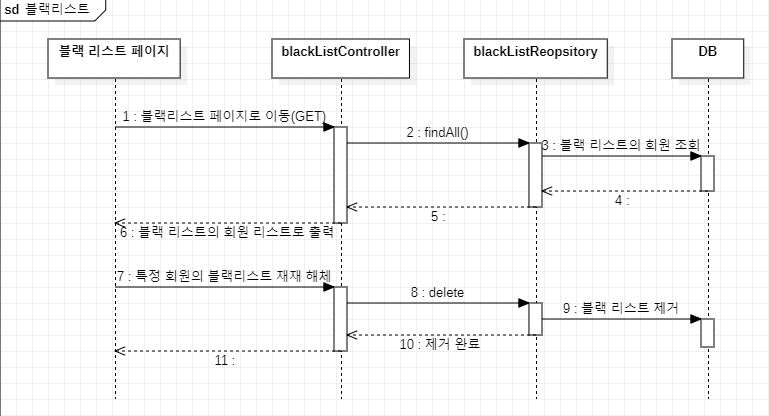 sd 블랙리스트
블랙 리스트 페이지
blackListController
blackListReopsitory
DB
1 : 블랙리스트 페이지로 이동(GET)
2 : findAll()
3 : 블랙 리스트의 회원 조회
4 :
5 :
6 : 블랙 리스트의 회원 리스트로 출력
7 : 특정 회원의 블랙리스트 재재 해체
8 : delete
9 : 블랙 리스트 제거
10 : 제거 완료
11 :